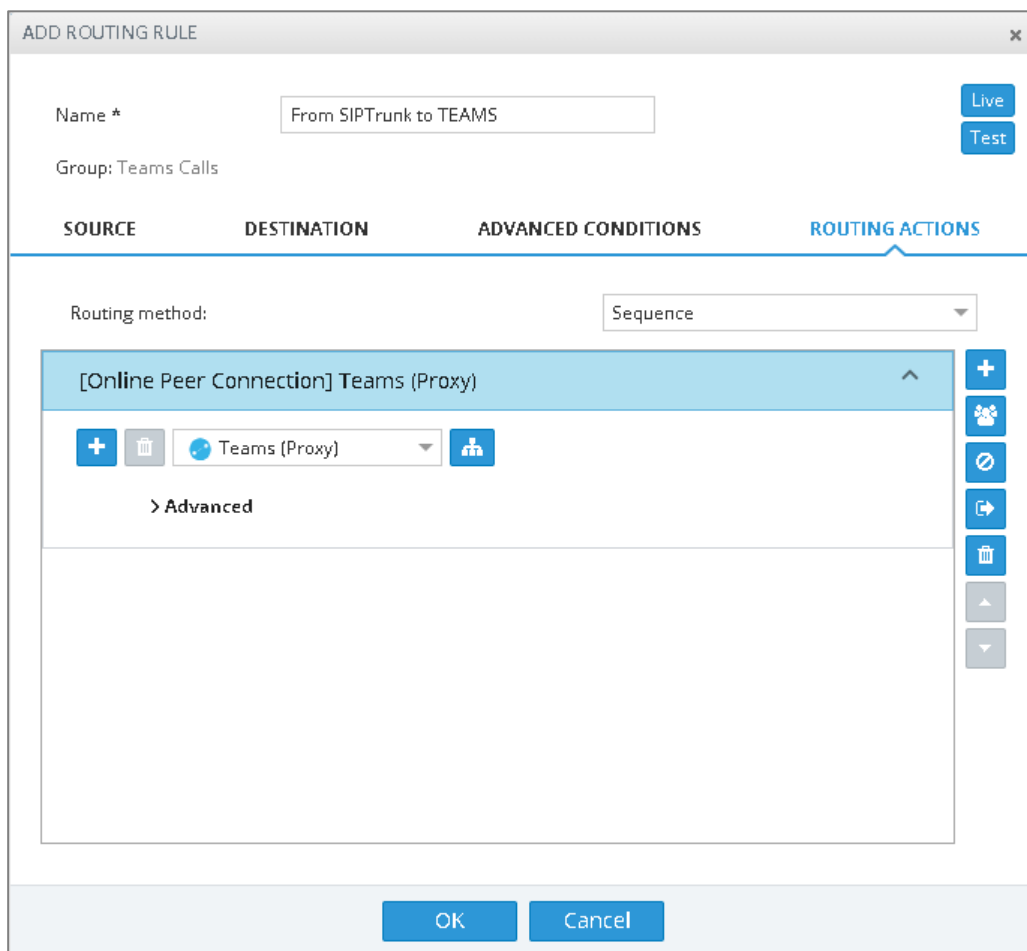 ADD ROUTING RULE
Name *
From SIPTrunk to TEAMS
Live
Test
Group: Teams Calls
SOURCE
DESTINATION
ADVANCED CONDITIONS
ROUTING ACTIONS
Routing method:
Sequence
[Online Peer Connection] Teams (Proxy)
Teams (Proxy)
Advanced
OK
Cancel